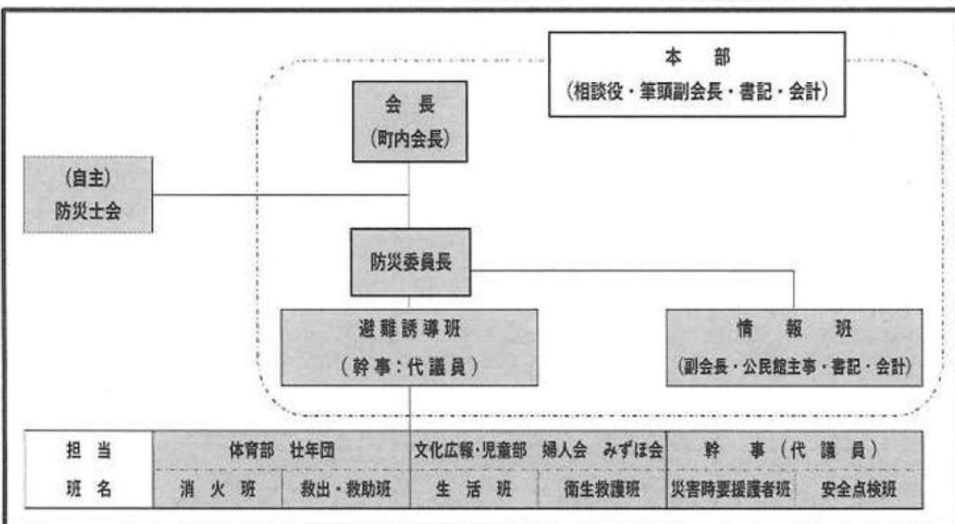 本 部
(相談役・筆頭副会長・書記・会計)
会 長
(町内会長)
(自主)
防災士会
防災委員長
避難誘導班
(幹事:代議員)
情 報 班
(副会長・公民館主事・書記・会計)
担 当 体育部 壮年団 文化広報・児童部 婦人会 みずほ会 幹 事 (代 議 員)
班 名 消 火 班 救出・救助班 生 活 班 衛生救護班 災害時要援護者班 安全点検班